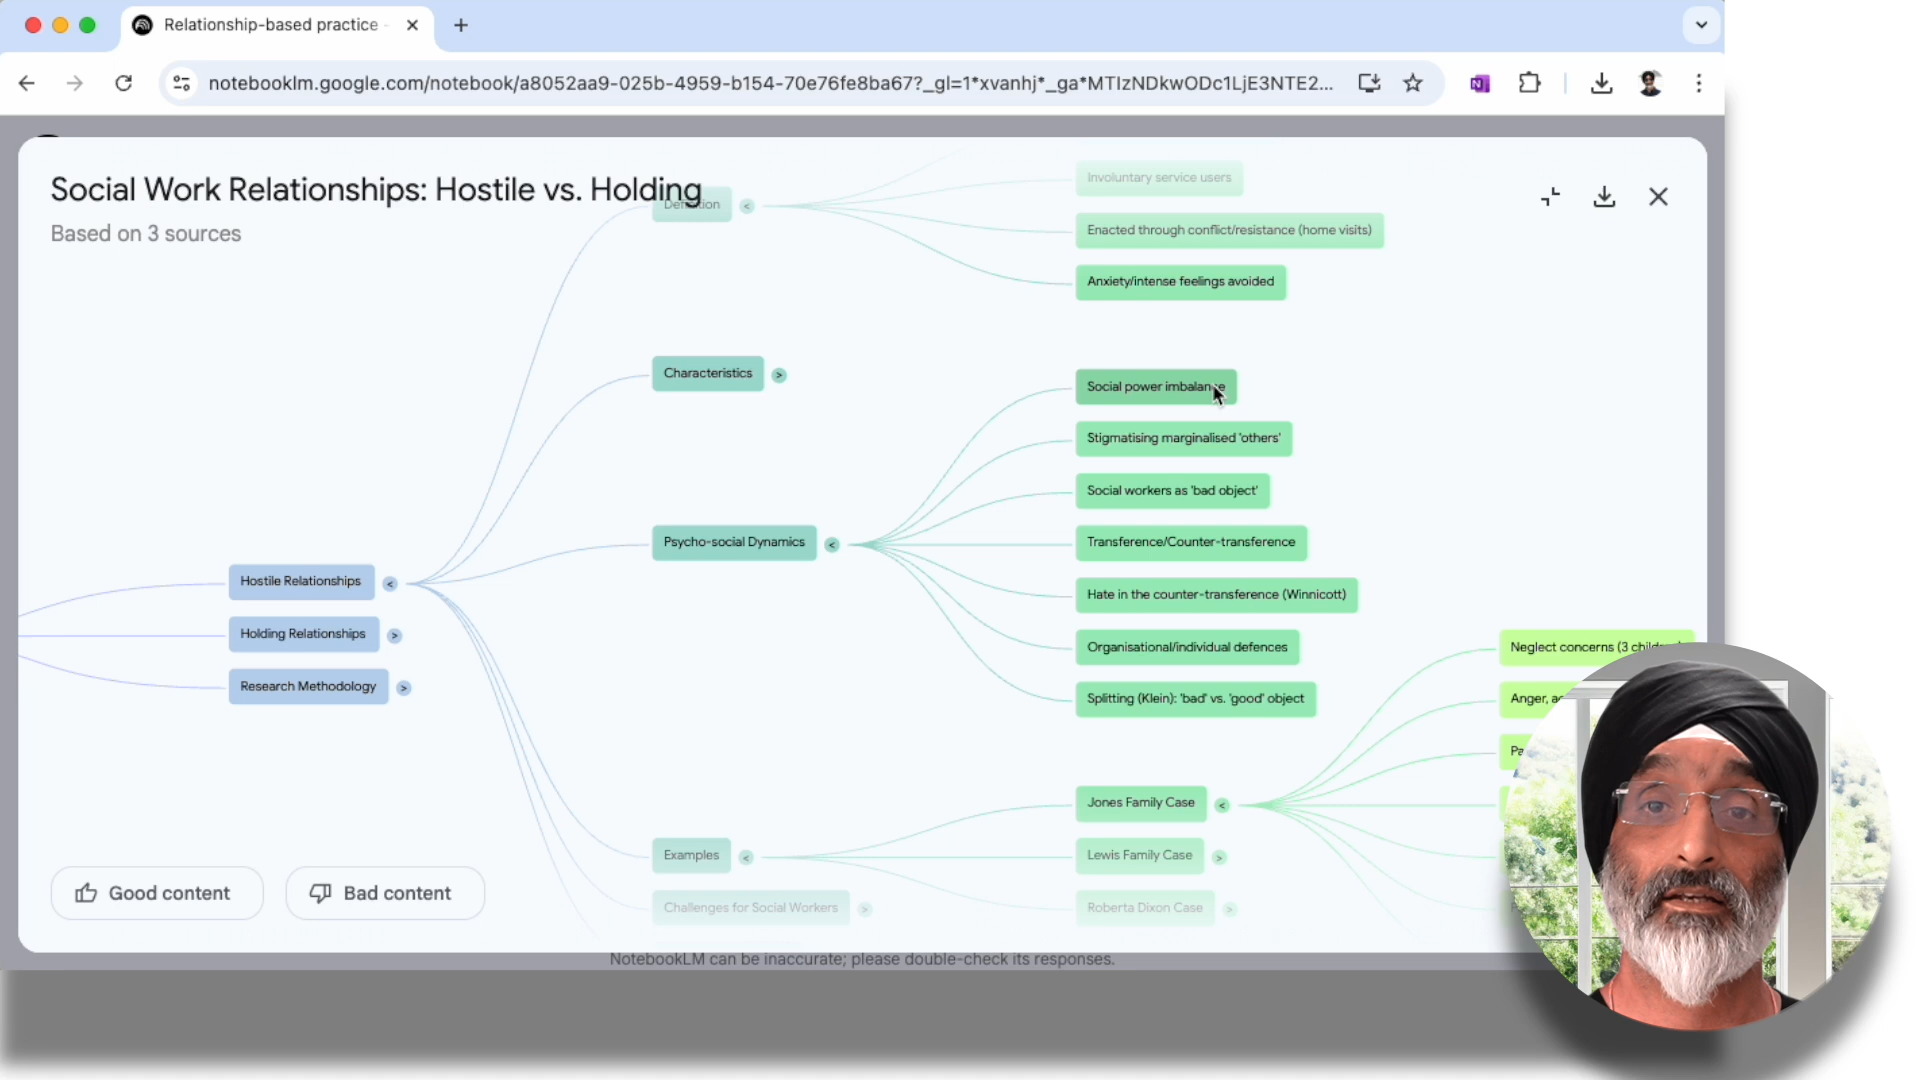 Relationship-based practice -
notebooklm.google.com/notebook/a8052aa9-025b-4959-b154-70e76fe8ba67?_gl=1*xvanhj*_ga*MTIzNDkwODc1LjE3NTE2...
Social Work Relationships: Hostile vs. Holding
Based on 3 sources
Definition
Involuntary service users
Enacted through conflict/resistance (home visits)
Anxiety/intense feelings avoided
Characteristics
Social power imbalance
Stigmatising marginalised 'others'
Social workers as 'bad object'
Psycho-social Dynamics
Transference/Counter-transference
Hate in the counter-transference (Winnicott)
Organisational/individual defences
Splitting (Klein): 'bad' vs. 'good' object
Hostile Relationships
Holding Relationships
Research Methodology
Neglect concerns (3
Anger,
Jones Family Case
Examples
Lewis Family Case
Challenges for Social Workers
Roberta Dixon Case
Good content
Bad content
NotebookLM can be inaccurate; please double-check its responses.